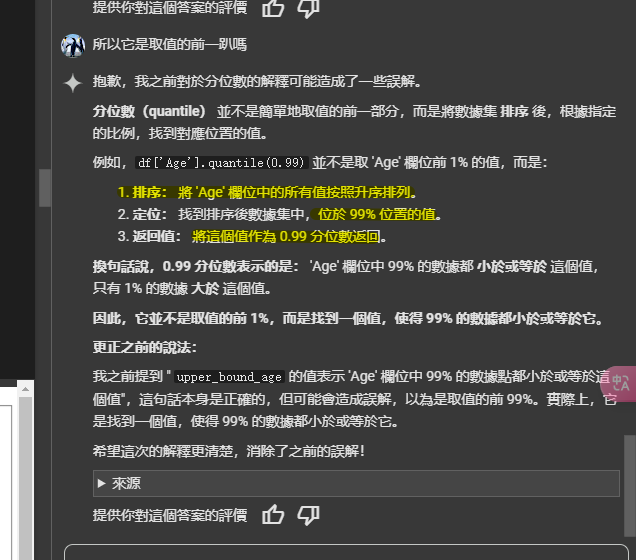 提供你對這個答案的評價
所以它是取值的前一趴嗎
抱歉，我之前對於分位數的解釋可能造成了一些誤解。
分位數（quantile） 並不是簡單地取值的前一部分，而是將數據集 排序 後，根據指定
的比例，找到對應位置的值。
例如，df['Age'].quantile(0.99) 並不是取 'Age' 欄位前 1% 的值，而是：
1. 排序： 將 'Age' 欄位中的所有值按照升序排列。
2. 定位： 找到排序後數據集中，位於 99% 位置的值。
3. 返回值： 將這個值作為 0.99 分位數返回。
換句話說，0.99 分位數表示的是： 'Age' 欄位中 99% 的數據都 小於或等於 這個值，
只有 1% 的數據 大於 這個值。
因此，它並不是取值的前 1%，而是找到一個值，使得 99% 的數據都小於或等於它。
更正之前的說法：
我之前提到 " upper_bound_age 的值表示 'Age' 欄位中 99% 的數據點都小於或等於這
個值"，這句話本身是正確的，但可能會造成誤解，以為是取值的前 99%。實際上，它
是找到一個值，使得 99% 的數據都小於或等於它。
希望這次的解釋更清楚，消除了之前的誤解！
來源
提供你對這個答案的評價